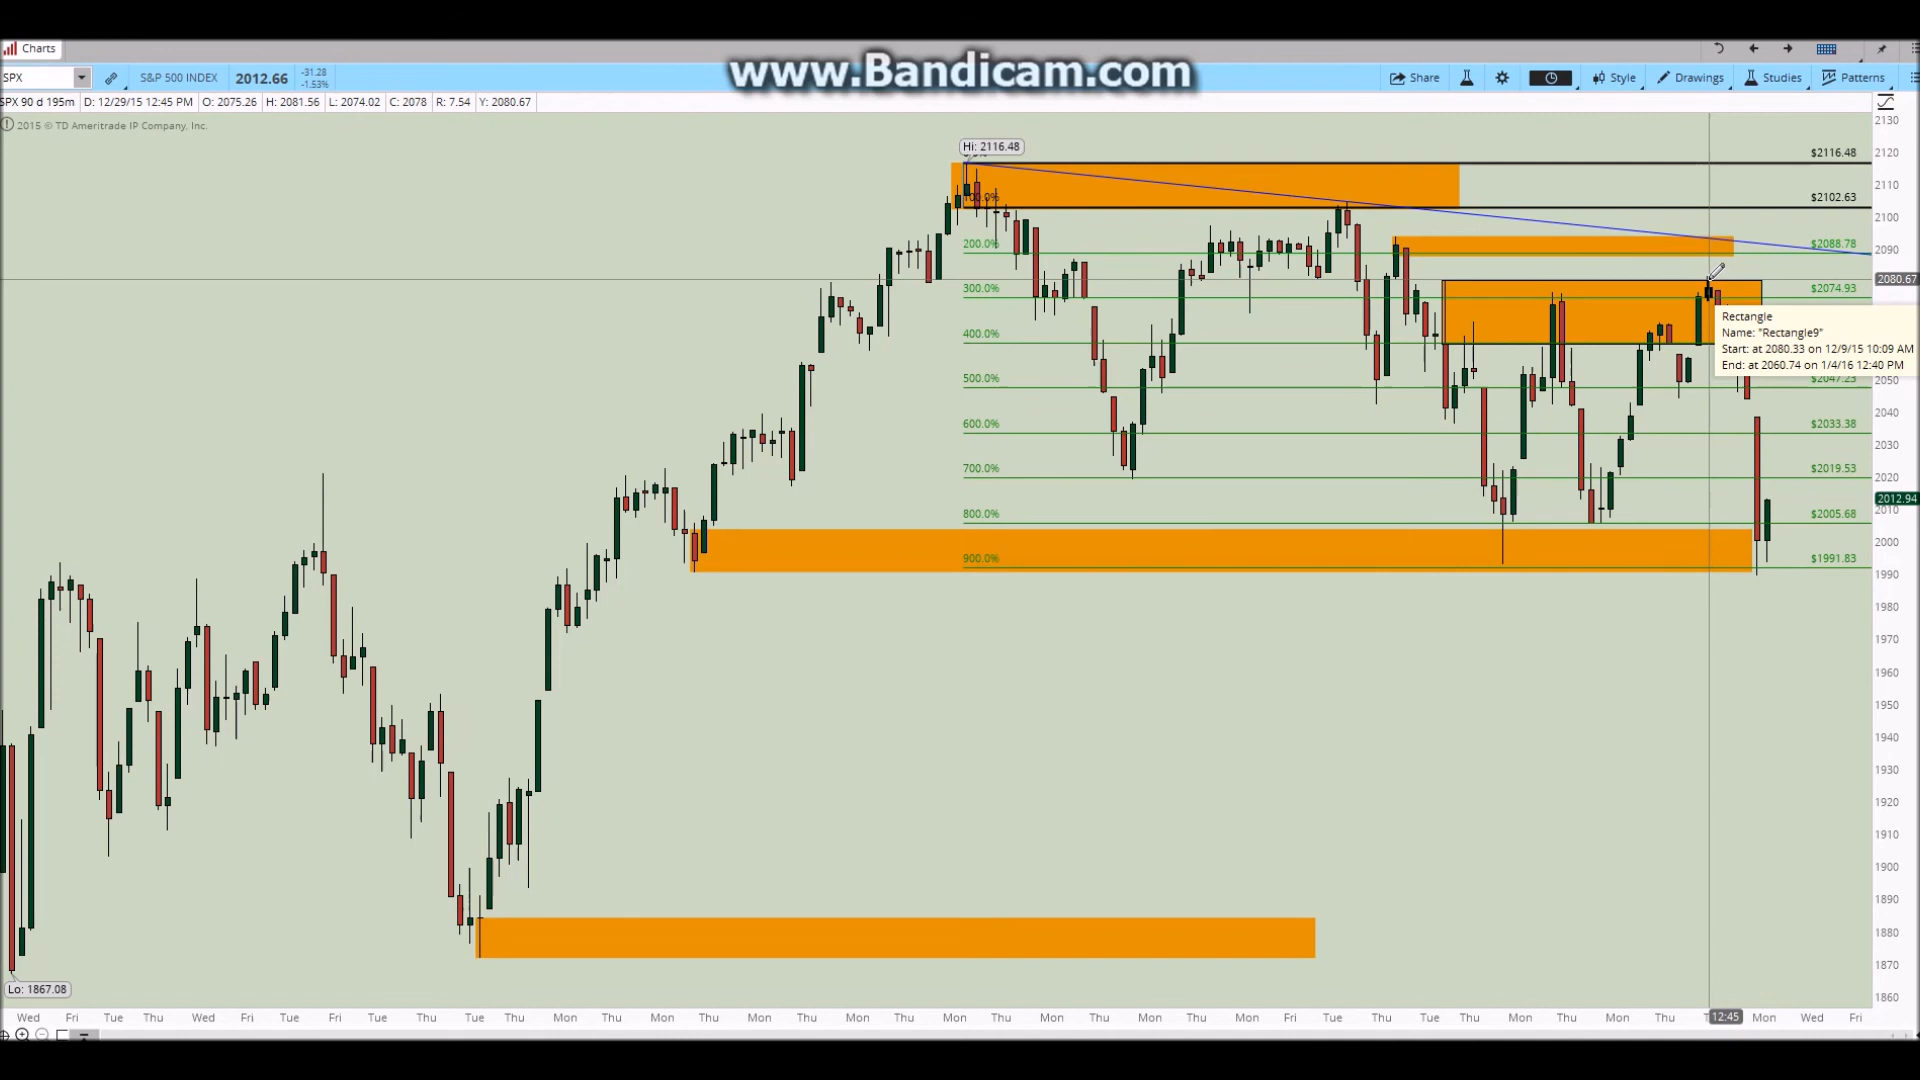 Charts
www.Bandicam.com
SPX
S&P 500 INDEX
2012.66
-31.28
-1.53%
Share
Style
Drawings
Studies
Patterns
SPX 90 d 195m
D: 12/29/15 12:45 PM
O: 2075.26
H: 2081.56
L: 2074.02
C: 2078
R: 7.54
Y: 2080.67
2015 © TD Ameritrade IP Company, Inc.
2130
Hi: 2116.48
$2116.48
2120
2110
100.0%
$2102.63
2100
200.0%
$2088.78
2090
2080.67
300.0%
$2074.93
Rectangle
Name: "Rectangle9"
Start: at 2080.33 on 12/9/15 10:09 AM
End: at 2060.74 on 1/4/16 12:40 PM
400.0%
500.0%
$2047.23
2050
2040
600.0%
$2033.38
2030
700.0%
$2019.53
2020
2012.94
800.0%
$2005.68
2010
2000
900.0%
$1991.83
1990
1980
1970
1960
1950
1940
1930
1920
1910
1900
1890
1880
1870
Lo: 1867.08
1860
Wed Fri Tue Thu Wed Fri Tue Fri Tue Thu Tue Thu Mon Thu Mon Thu Mon Thu Mon Thu Mon Thu Mon Thu Mon Fri Tue Thu Tue Thu Mon Thu Mon Thu 12:45 Mon Wed Fri